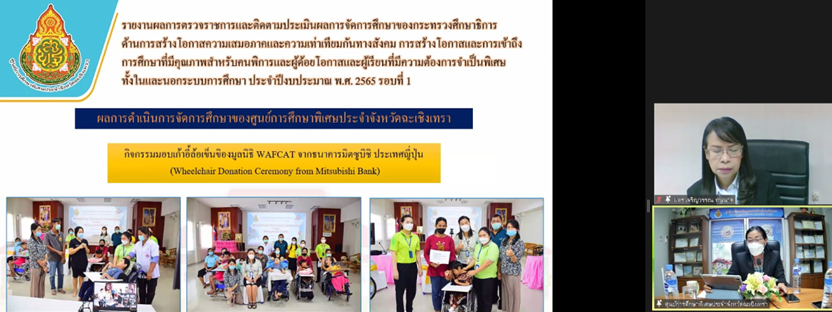 รายงานผลการตรวจราชการและติดตามประเมินผลการจัดการศึกษาของกระทรวงศึกษาธิการ
ด้านการสร้างโอกาสความเสมอภาคและความเท่าเทียมกันทางสังคม การสร้างโอกาสและการเข้าถึง
การศึกษาที่มีคุณภาพสำหรับคนพิการและผู้ด้อยโอกาสและผู้เรียนที่มีความต้องการจำเป็นพิเศษ
ทั้งในและนอกระบบการศึกษา ประจำปีงบประมาณ พ.ศ. 2565 รอบที่ 1
ผลการดำเนินการจัดการศึกษาของศูนย์การศึกษาพิเศษประจำจังหวัดฉะเชิงเทรา
กิจกรรมมอบเก้าอี้ล้อเข็นของมูลนิธิ WAFCAT จากธนาคารมิตซูบิชิ ประเทศญี่ปุ่น
(Wheelchair Donation Ceremony from Mitsubishi Bank)
ศูนย์การศึกษาพิเศษประจำจังหวัดฉะเชิงเทรา